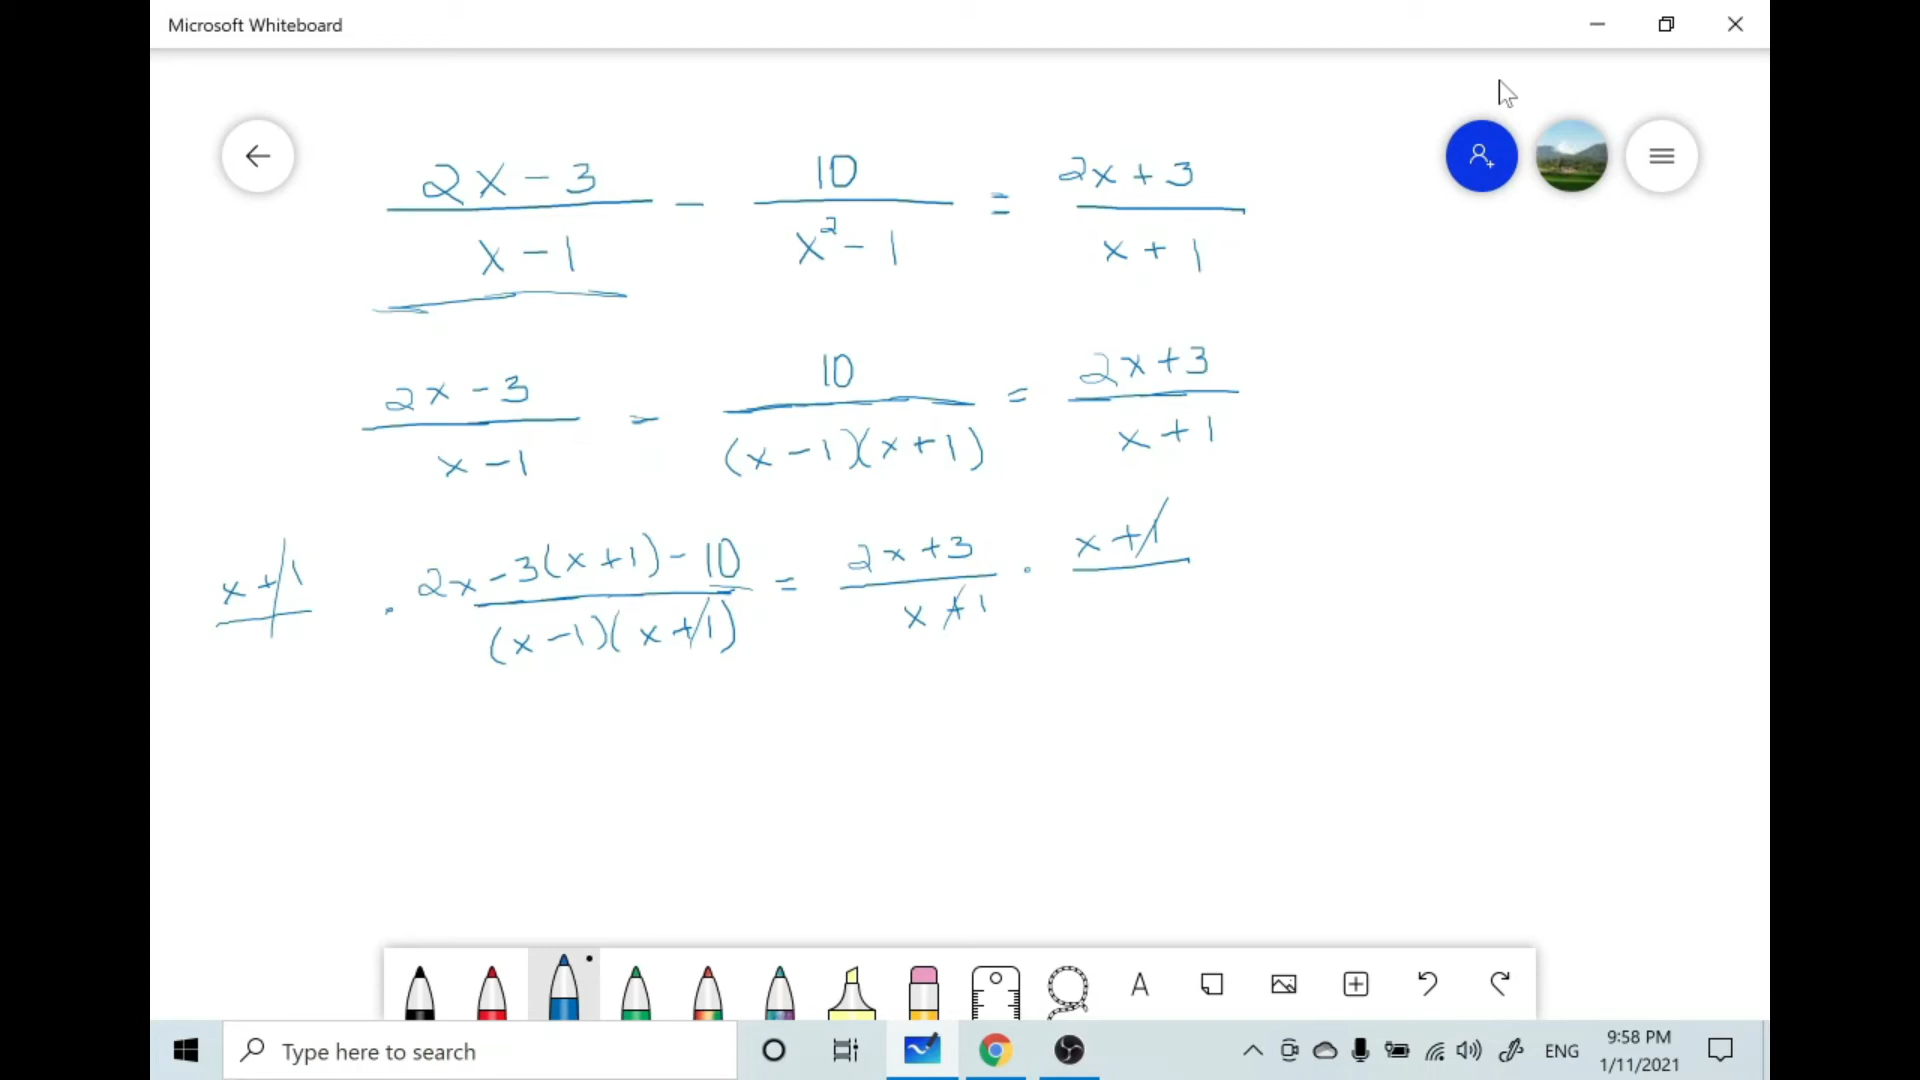 Microsoft Whiteboard
2x - 3 / x - 1 - 10 / x² - 1 = 2x + 3 / x + 1
2x - 3 / x - 1 - 10 / (x - 1)(x + 1) = 2x + 3 / x + 1
x + 1 · 2x - 3(x + 1) - 10 / (x - 1)(x + 1) = 2x + 3 / x + 1 · x + 1
A
Type here to search
ENG
9:58 PM
1/11/2021